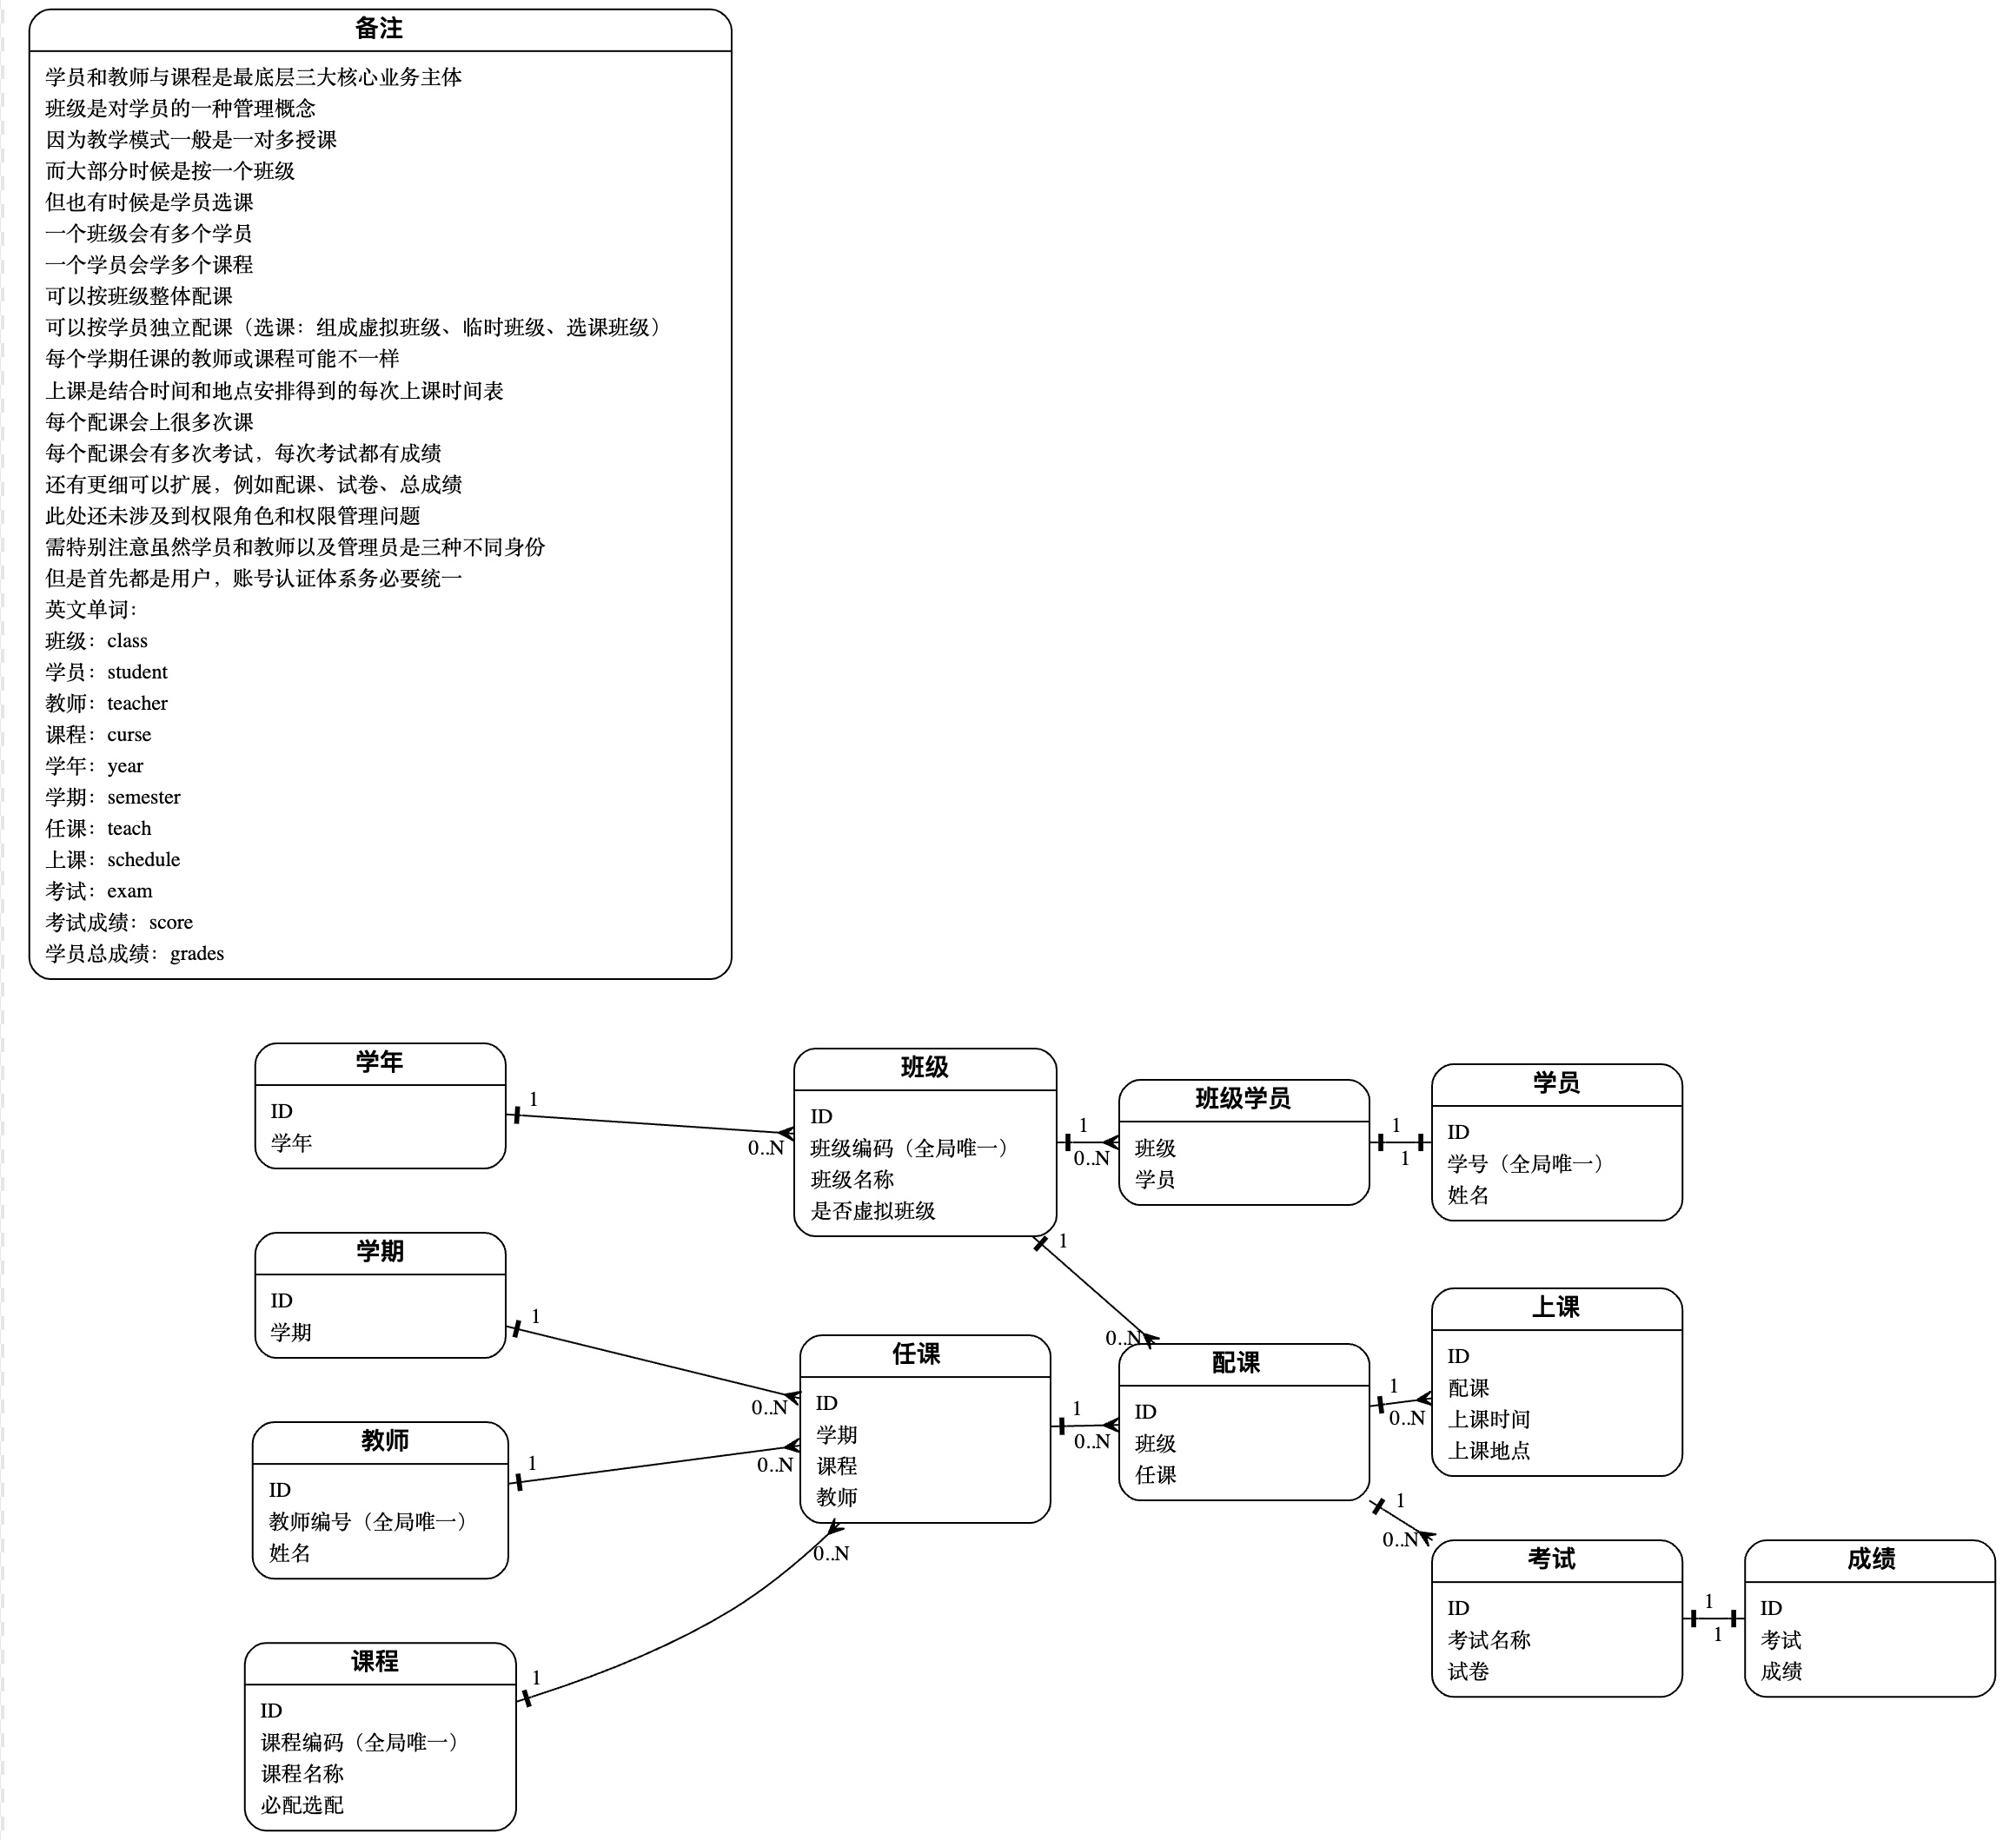 备注
学员和教师与课程是最底层三大核心业务主体
班级是对学员的一种管理概念
因为教学模式一般是一对多授课
而大部分时候是按一个班级
但也有时候是学员选课
一个班级会有多个学员
一个学员会学多个课程
可以按班级整体配课
可以按学员独立配课（选课：组成虚拟班级、临时班级、选课班级）
每个学期任课的教师或课程可能不一样
上课是结合时间和地点安排得到的每次上课时间表
每个配课会上很多次课
每个配课会有多次考试，每次考试都有成绩
还有更细可以扩展，例如配课、试卷、总成绩
此处还未涉及到权限角色和权限管理问题
需特别注意虽然学员和教师以及管理员是三种不同身份
但是首先都是用户，账号认证体系务必要统一
英文单词：
班级：class
学员：student
教师：teacher
课程：curse
学年：year
学期：semester
任课：teach
上课：schedule
考试：exam
考试成绩：score
学员总成绩：grades
学年
ID
学年
1
0..N
班级
ID
班级编码（全局唯一）
班级名称
是否虚拟班级
1
0..N
班级学员
班级
学员
1
1
学员
ID
学号（全局唯一）
姓名
1
0..N
学期
ID
学期
1
0..N
教师
ID
教师编号（全局唯一）
姓名
1
0..N
课程
ID
课程编码（全局唯一）
课程名称
必配选配
1
0..N
任课
ID
学期
课程
教师
1
0..N
配课
ID
班级
任课
1
0..N
上课
ID
配课
上课时间
上课地点
1
0..N
考试
ID
考试名称
试卷
1
1
成绩
ID
考试
成绩